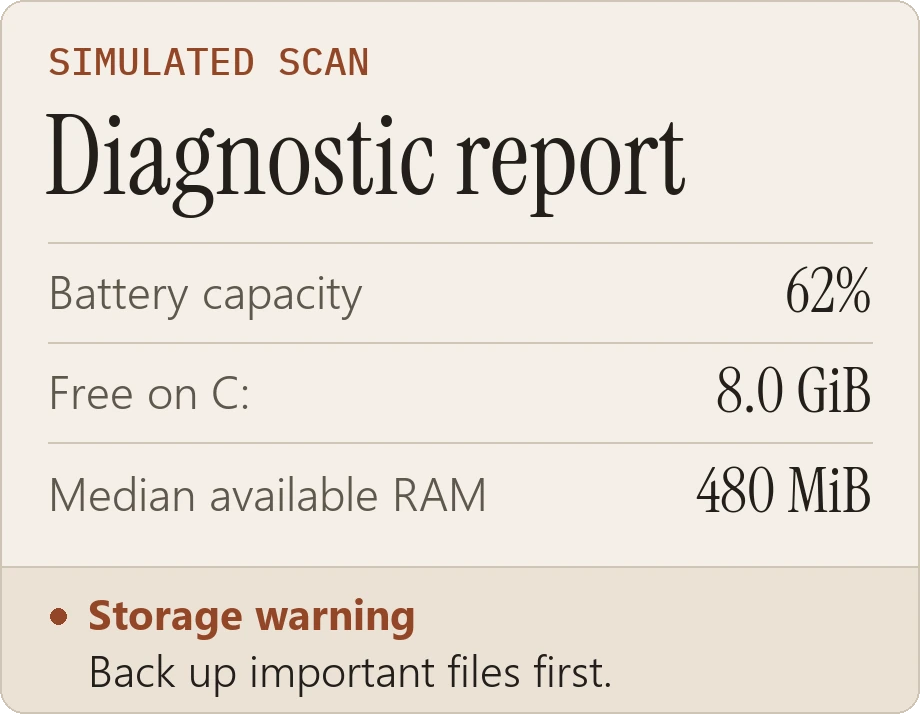 SIMULATED SCAN
Diagnostic report
Battery capacity 62%
Free on C: 8.0 GiB
Median available RAM 480 MiB
Storage warning
Back up important files first.